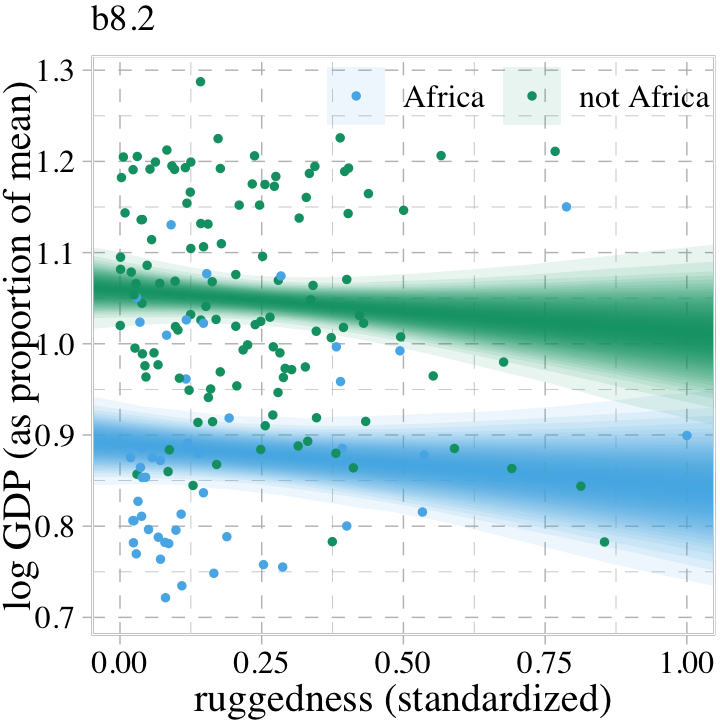 b8.2
Africa
not Africa
log GDP (as proportion of mean)
1.3
1.2
1.1
1.0
0.9
0.8
0.7
0.00 0.25 0.50 0.75 1.00
ruggedness (standardized)